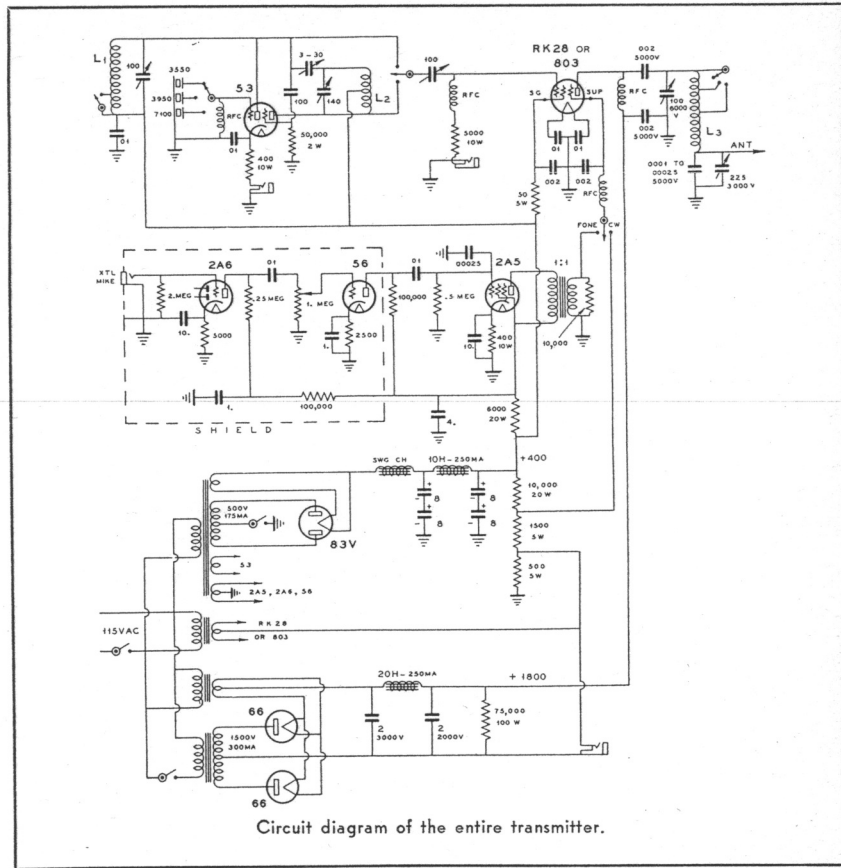 RK28 OR
803
L1
100
3550
3950
7100
53
RFC
01
01
400
10W
3-30
100
140
50,000
2 W
L2
100
RFC
5000
10W
SG
SUP
01
01
002
002
50
5W
RFC
FONE
CW
002
5000V
RFC
002
5000V
100
6000
V
L3
ANT
0001 TO
00025
5000V
225
3000V
XTL
MIKE
2A6
2.MEG
10.
5000
.25 MEG
01
1. MEG
56
1.
2500
100,000
01
.5 MEG
00025
2A5
10.
400
10W
1:1
10,000
1.
100,000
SHIELD
4.
6000
20W
SWG CH
10H-250MA
+400
+
8
-
+
8
-
+
8
-
+
8
-
10,000
20 W
1500
5W
500
5W
500V
175MA
83V
53
2A5, 2A6, 56
115VAC
RK28
OR 803
20H-250MA
+1800
66
1500V
300MA
66
2
3000V
2
2000V
75,000
100 W
Circuit diagram of the entire transmitter.